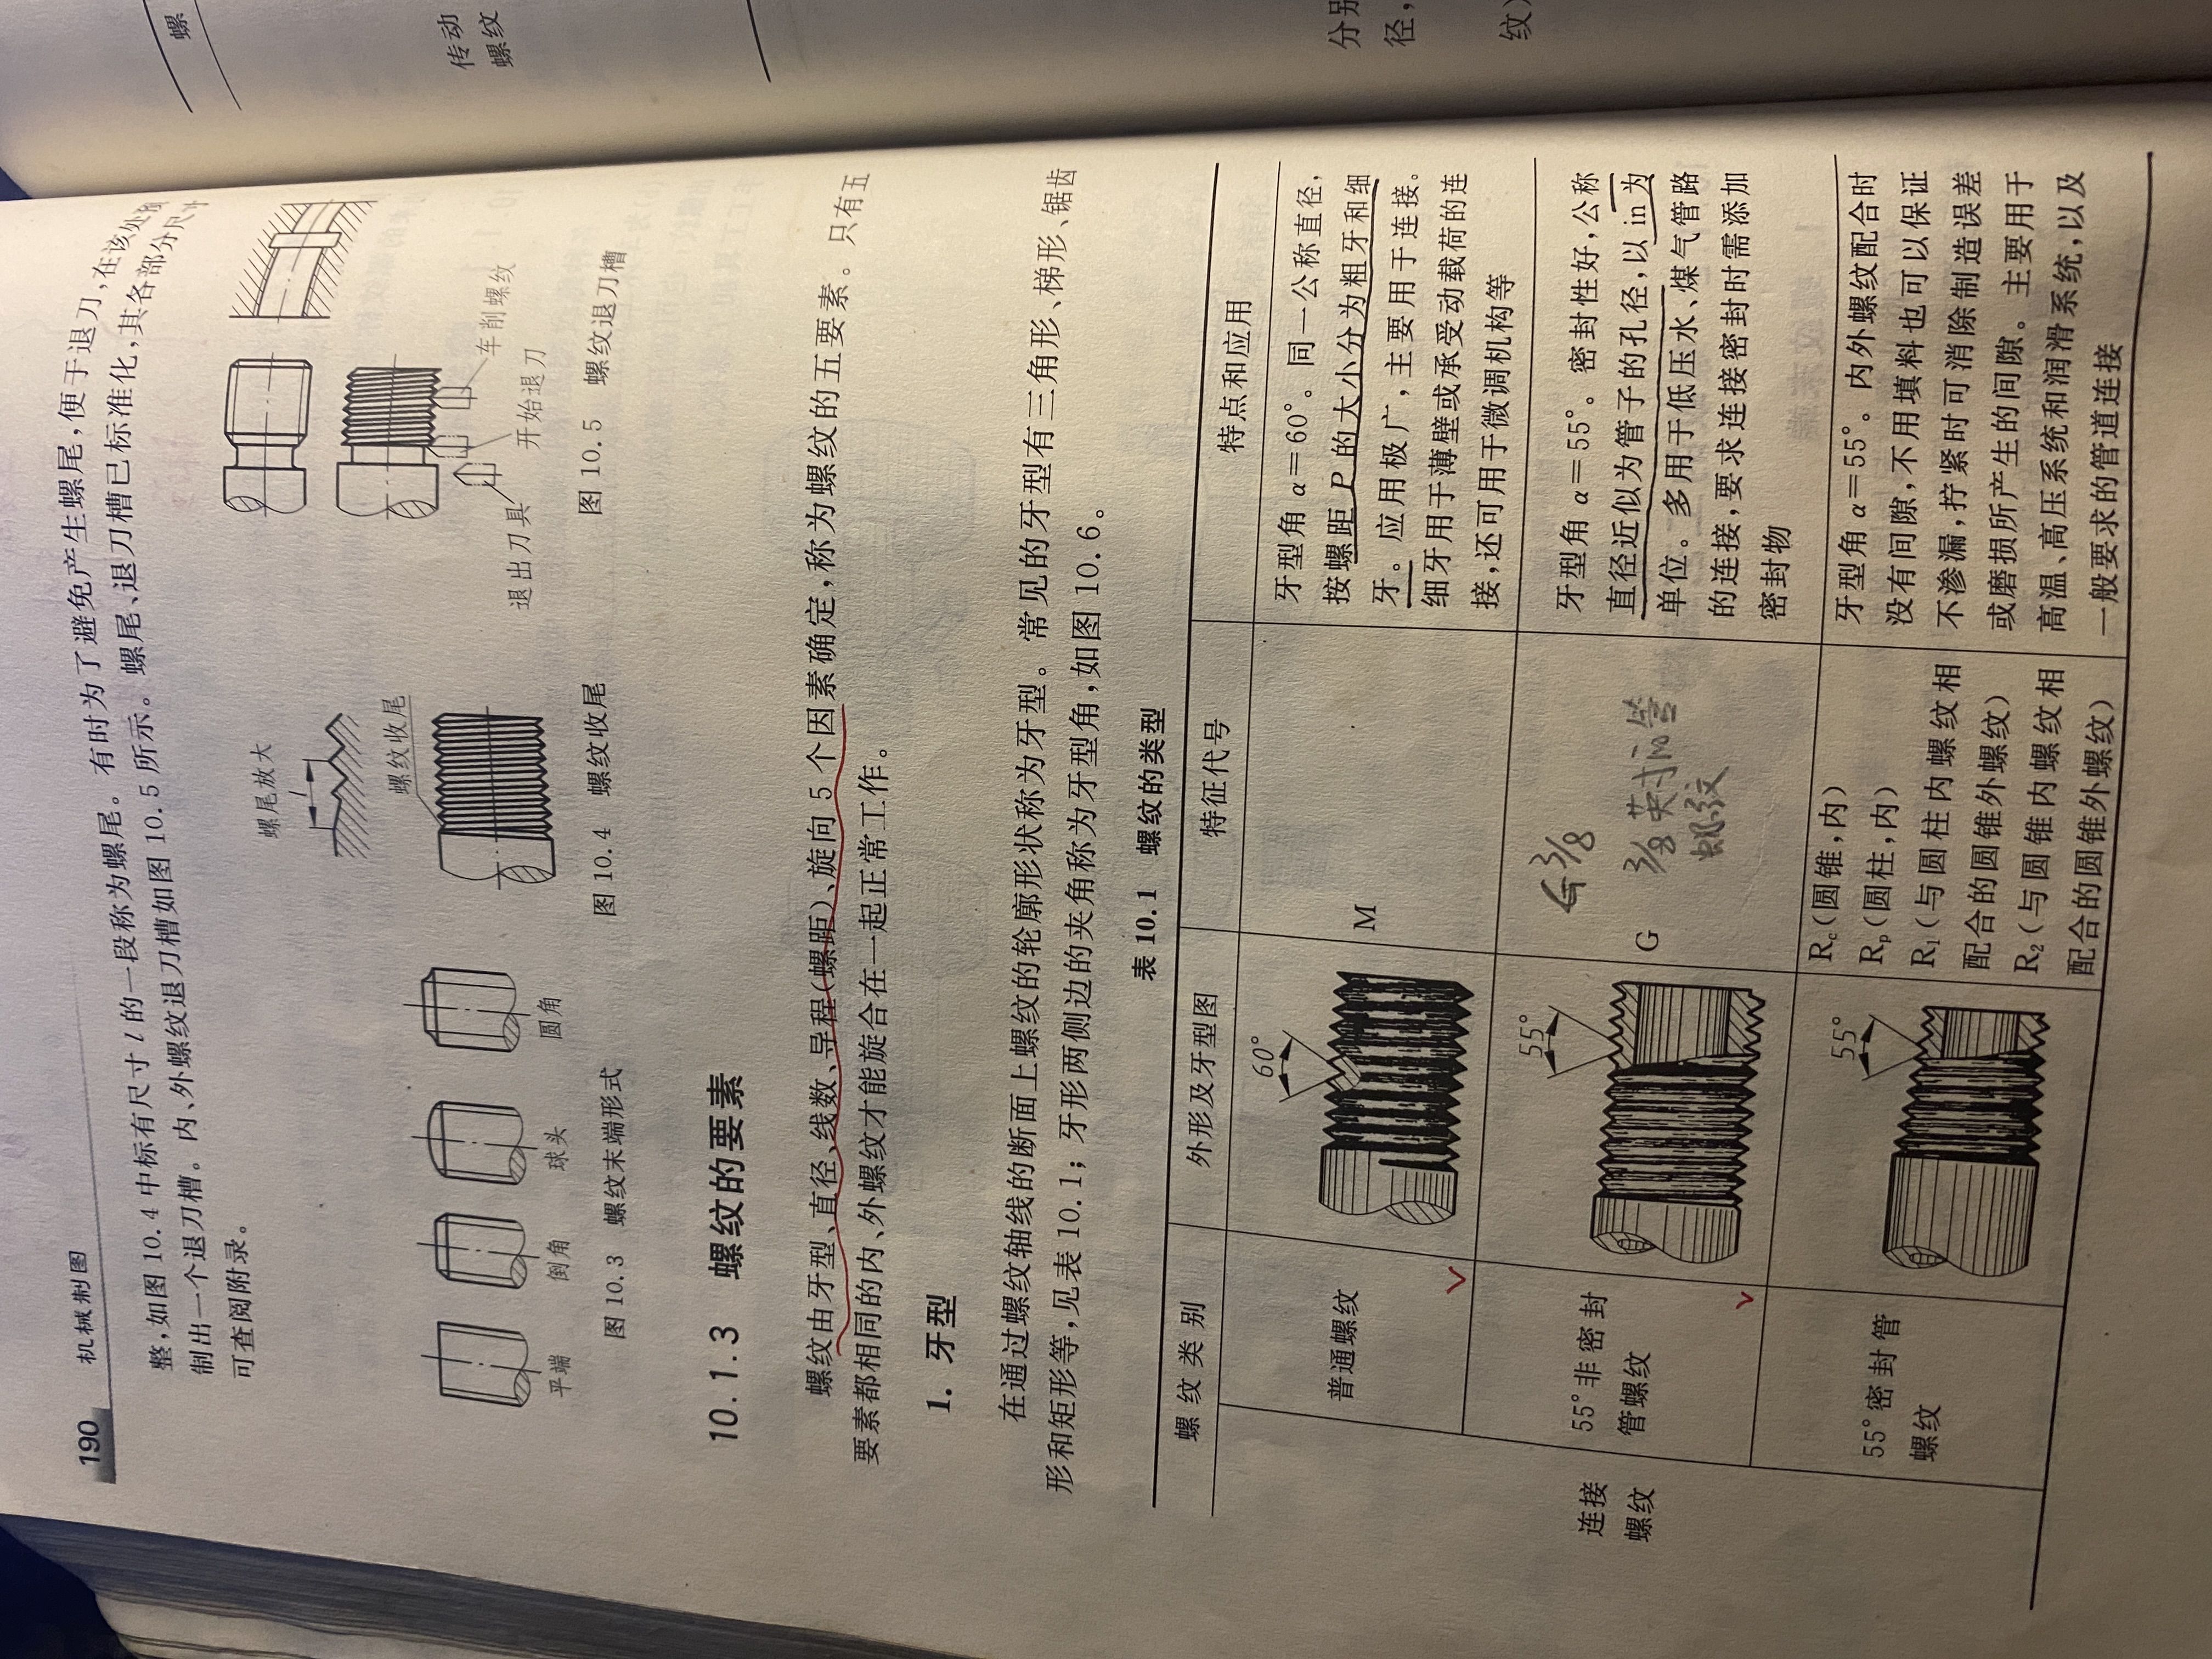 190 机械制图
整,如图 10.4 中标有尺寸 l 的一段称为螺尾。有时为了避免产生螺尾,便于退刀,在该处预
制出一个退刀槽。内、外螺纹退刀槽如图 10.5 所示。螺尾、退刀槽已标准化,其各部分尺寸
可查阅附录。
平端
倒角
球头
圆角
图 10.3 螺纹末端形式
螺尾放大
l
螺纹收尾
图 10.4 螺纹收尾
退出刀具
开始退刀
车削螺纹
图 10.5 螺纹退刀槽
10.1.3 螺纹的要素
螺纹由牙型、直径、线数、导程(螺距)、旋向 5 个因素确定,称为螺纹的五要素。只有五
要素都相同的内、外螺纹才能旋合在一起正常工作。
1. 牙型
在通过螺纹轴线的断面上螺纹的轮廓形状称为牙型。常见的牙型有三角形、梯形、锯齿
形和矩形等,见表 10.1;牙形两侧边的夹角称为牙型角,如图 10.6。
表 10.1 螺纹的类型
螺纹类别
外形及牙型图
特征代号
特点和应用
连接
螺纹
普通螺纹
60°
M
牙型角 α=60°。同一公称直径,
按螺距 P 的大小分为粗牙和细
牙。应用极广,主要用于连接。
细牙用于薄壁或承受动载荷的连
接,还可用于微调机构等
55°非密封
管螺纹
55°
G
G3/8
3/8英寸的管
螺纹
牙型角 α=55°。密封性好,公称
直径近似为管子的孔径,以 in 为
单位。多用于低压水、煤气管路
的连接,要求连接密封时需添加
密封物
55°密封管
螺纹
55°
Rc(圆锥,内)
Rp(圆柱,内)
R1(与圆柱内螺纹相
配合的圆锥外螺纹)
R2(与圆锥内螺纹相
配合的圆锥外螺纹)
牙型角 α=55°。内外螺纹配合时
没有间隙,不用填料也可以保证
不渗漏,拧紧时可消除制造误差
或磨损所产生的间隙。主要用于
高温、高压系统和润滑系统,以及
一般要求的管道连接
螺
传动
螺纹
分别
径,
纹)